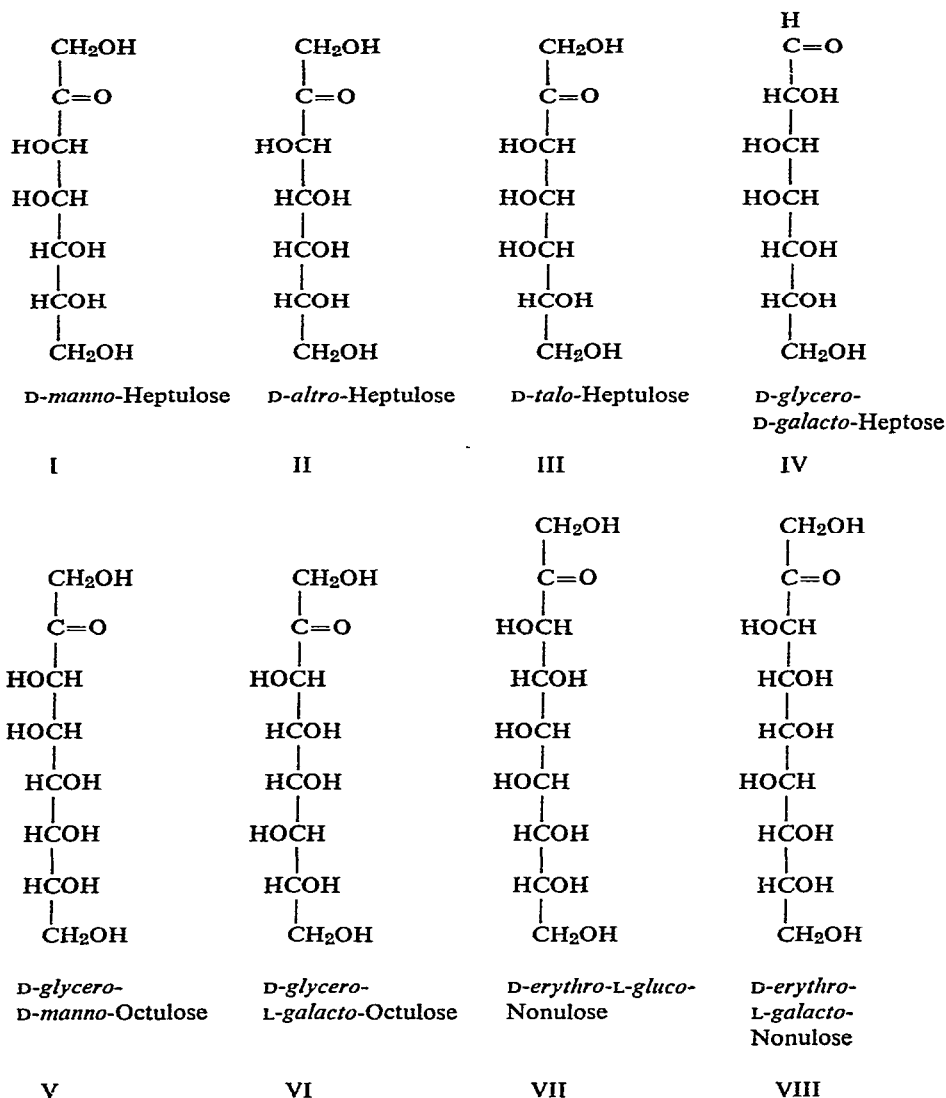 H
CH₂OH CH₂OH CH₂OH C=O
C=O C=O C=O HCOH
HOCH HOCH HOCH HOCH
HOCH HCOH HOCH HOCH
HCOH HCOH HOCH HCOH
HCOH HCOH HCOH HCOH
CH₂OH CH₂OH CH₂OH CH₂OH
D-manno-Heptulose D-altro-Heptulose D-talo-Heptulose D-glycero-
D-galacto-Heptose
I II III IV
CH₂OH CH₂OH
CH₂OH CH₂OH C=O C=O
C=O C=O HOCH HOCH
HOCH HOCH HCOH HCOH
HOCH HCOH HOCH HCOH
HCOH HCOH HOCH HOCH
HCOH HOCH HCOH HCOH
HCOH HCOH HCOH HCOH
CH₂OH CH₂OH CH₂OH CH₂OH
D-glycero- D-glycero- D-erythro-L-gluco- D-erythro-
D-manno-Octulose L-galacto-Octulose Nonulose L-galacto-
Nonulose
V VI VII VIII